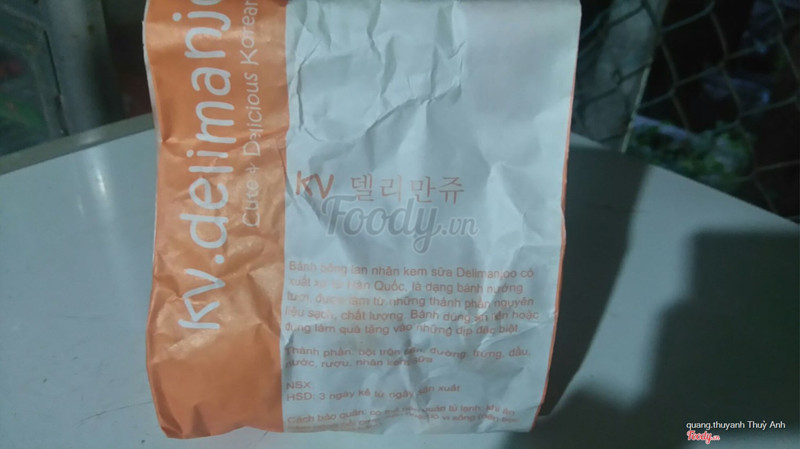 kv.delimanjo
Cute & Delicious Korean
KV 델리만쥬
Foody.vn
Bánh bông lan nhân kem sữa Delimanjoo có
xuất xứ từ Hàn Quốc, là dạng bánh nướng
tươi, được làm từ những thành phần nguyên
liệu sạch, chất lượng. Bánh dùng ăn liền hoặc
dùng làm quà tặng vào những dịp đặc biệt
Thành phần: bột trộn sẵn, đường, trứng, dầu,
nước, rượu, nhân kem sữa
NSX
HSD: 3 ngày kể từ ngày sản xuất
Cách bảo quản: tủ lạnh, khi ăn
quang.thuyanh Thuỳ Anh
Foody.vn